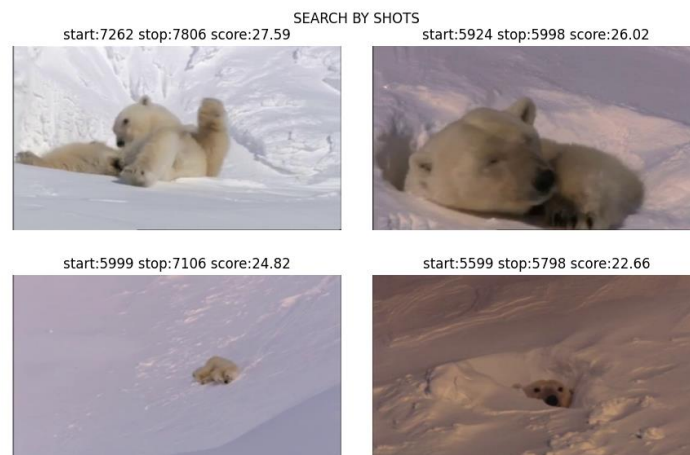 SEARCH BY SHOTS
start:7262 stop:7806 score:27.59
start:5924 stop:5998 score:26.02
start:5999 stop:7106 score:24.82
start:5599 stop:5798 score:22.66